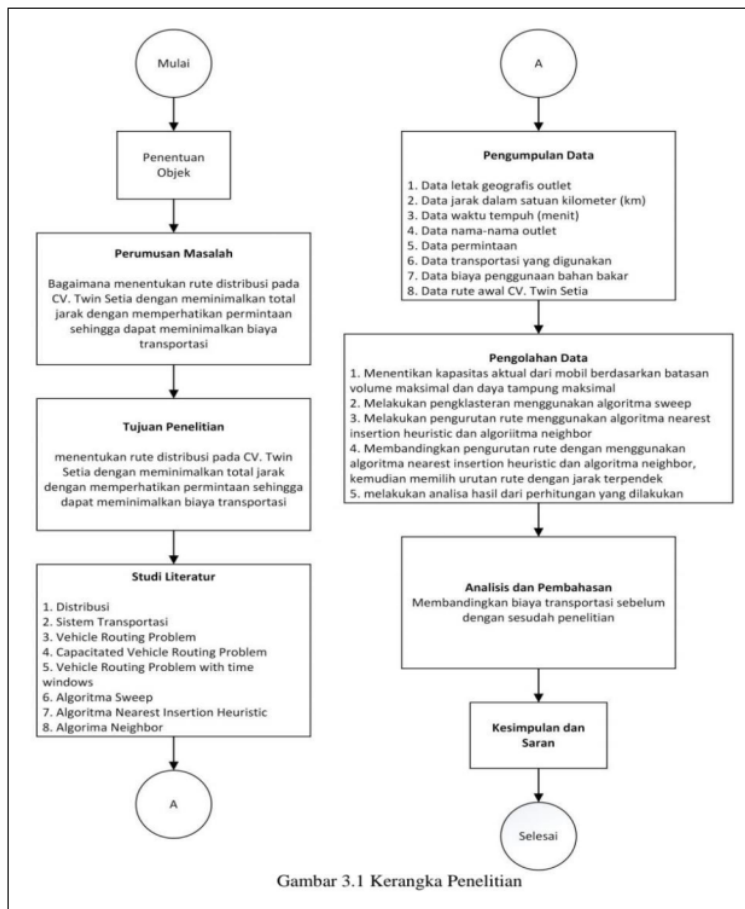 Mulai
Penentuan
Objek
Perumusan Masalah
Bagaimana menentukan rute distribusi pada
CV. Twin Setia dengan meminimalkan total
jarak dengan memperhatikan permintaan
sehingga dapat meminimalkan biaya
transportasi
Tujuan Penelitian
menentukan rute distribusi pada CV. Twin
Setia dengan meminimalkan total jarak
dengan memperhatikan permintaan sehingga
dapat meminimalkan biaya transportasi
Studi Literatur
1. Distribusi
2. Sistem Transportasi
3. Vehicle Routing Problem
4. Capacitated Vehicle Routing Problem
5. Vehicle Routing Problem with time
windows
6. Algoritma Sweep
7. Algoritma Nearest Insertion Heuristic
8. Algorima Neighbor
A
A
Pengumpulan Data
1. Data letak geografis outlet
2. Data jarak dalam satuan kilometer (km)
3. Data waktu tempuh (menit)
4. Data nama-nama outlet
5. Data permintaan
6. Data transportasi yang digunakan
7. Data biaya penggunaan bahan bakar
8. Data rute awal CV. Twin Setia
Pengolahan Data
1. Menentikan kapasitas aktual dari mobil berdasarkan batasan
volume maksimal dan daya tampung maksimal
2. Melakukan pengklasteran menggunakan algoritma sweep
3. Melakukan pengurutan rute menggunakan algoritma nearest
insertion heuristic dan algoriitma neighbor
4. Membandingkan pengurutan rute dengan menggunakan
algoritma nearest insertion heuristic dan algoritma neighbor,
kemudian memilih urutan rute dengan jarak terpendek
5. melakukan analisa hasil dari perhitungan yang dilakukan
Analisis dan Pembahasan
Membandingkan biaya transportasi sebelum
dengan sesudah penelitian
Kesimpulan dan
Saran
Selesai
Gambar 3.1 Kerangka Penelitian